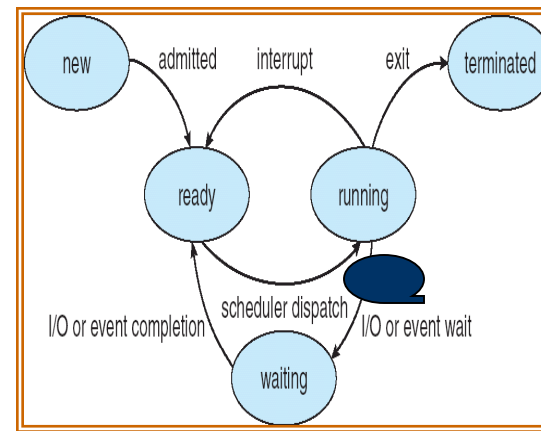 new
admitted
interrupt
exit
terminated
ready
running
scheduler dispatch
I/O or event completion
I/O or event wait
waiting